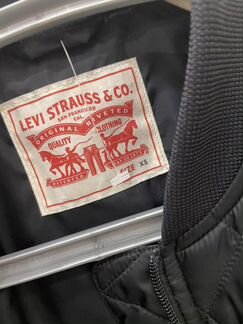 LEVI STRAUSS & CO.
SAN FRANCISCO
CAL.
ORIGINAL RIVETED
QUALITY CLOTHING
SIZE XS